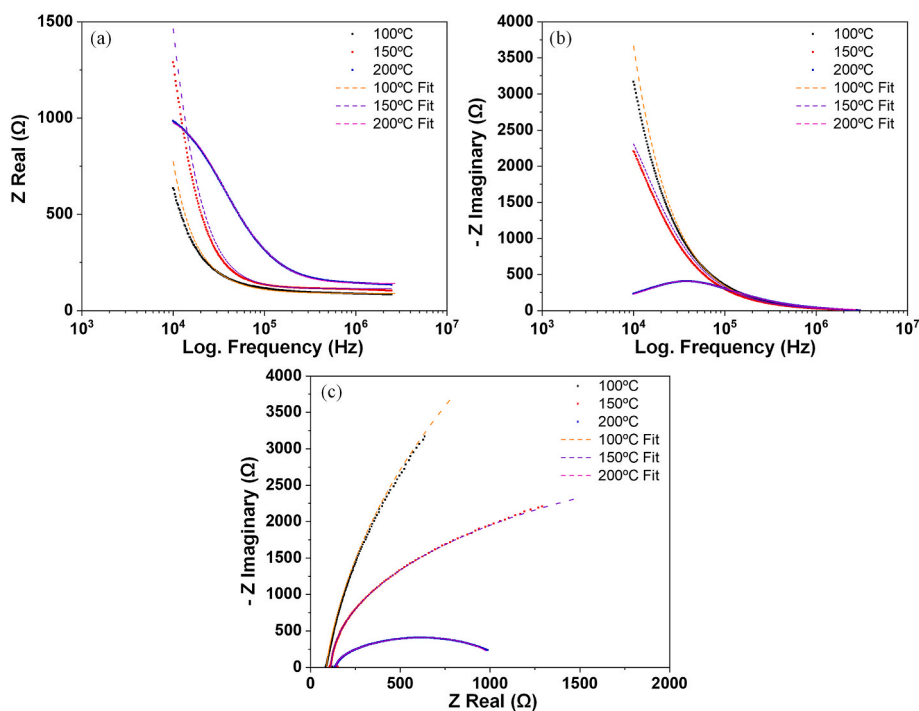 (a)
1500
1000
500
0
Z Real (Ω)
100ºC
150ºC
200ºC
100ºC Fit
150ºC Fit
200ºC Fit
10³ 10⁴ 10⁵ 10⁶ 10⁷
Log. Frequency (Hz)
(b)
4000
3500
3000
2500
2000
1500
1000
500
0
- Z Imaginary (Ω)
100ºC
150ºC
200ºC
100ºC Fit
150ºC Fit
200ºC Fit
10³ 10⁴ 10⁵ 10⁶ 10⁷
Log. Frequency (Hz)
(c)
4000
3500
3000
2500
2000
1500
1000
500
0
- Z Imaginary (Ω)
100ºC
150ºC
200ºC
100ºC Fit
150ºC Fit
200ºC Fit
0 500 1000 1500 2000
Z Real (Ω)